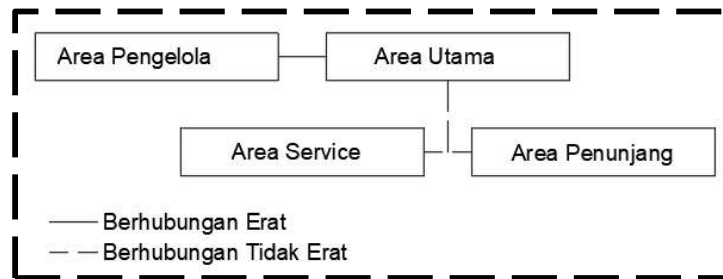 Area Pengelola
Area Utama
Area Service
Area Penunjang
Berhubungan Erat
Berhubungan Tidak Erat